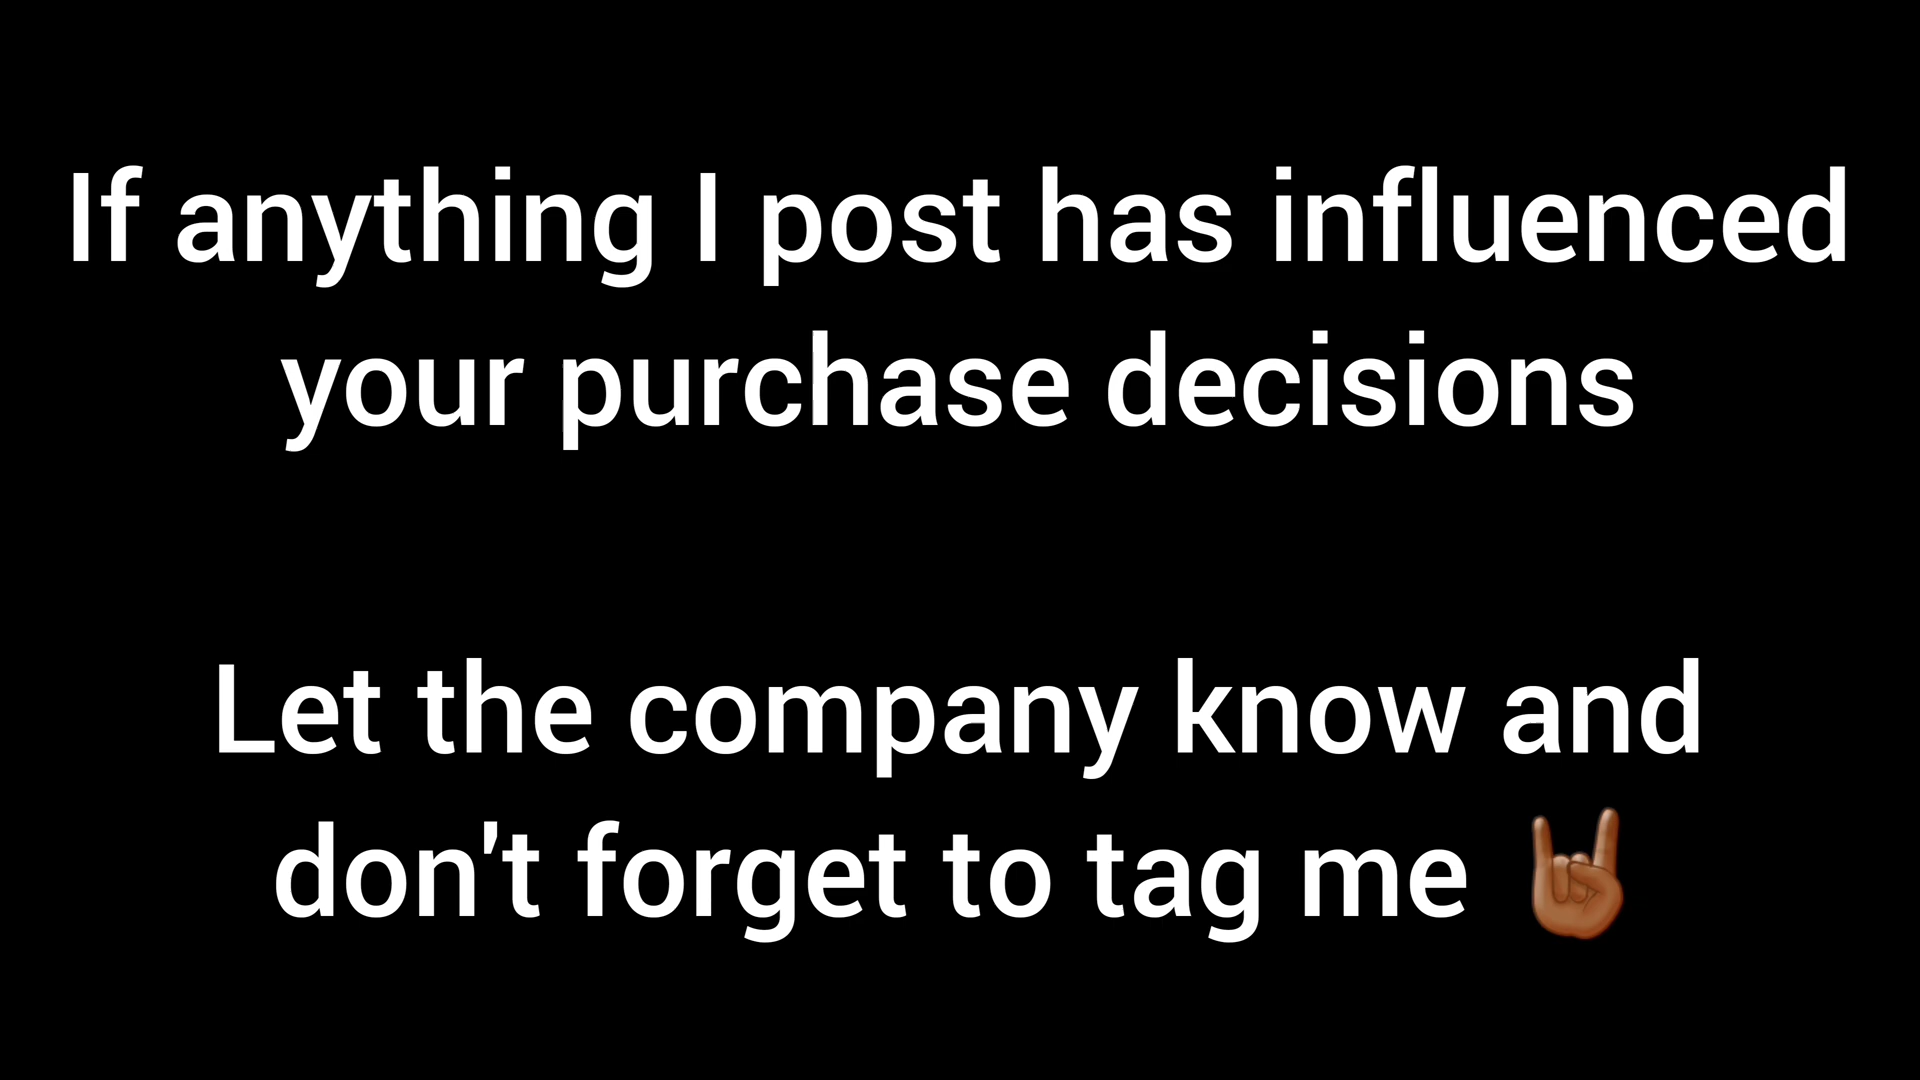 If anything I post has influenced
your purchase decisions
Let the company know and
don't forget to tag me 🤘🏾